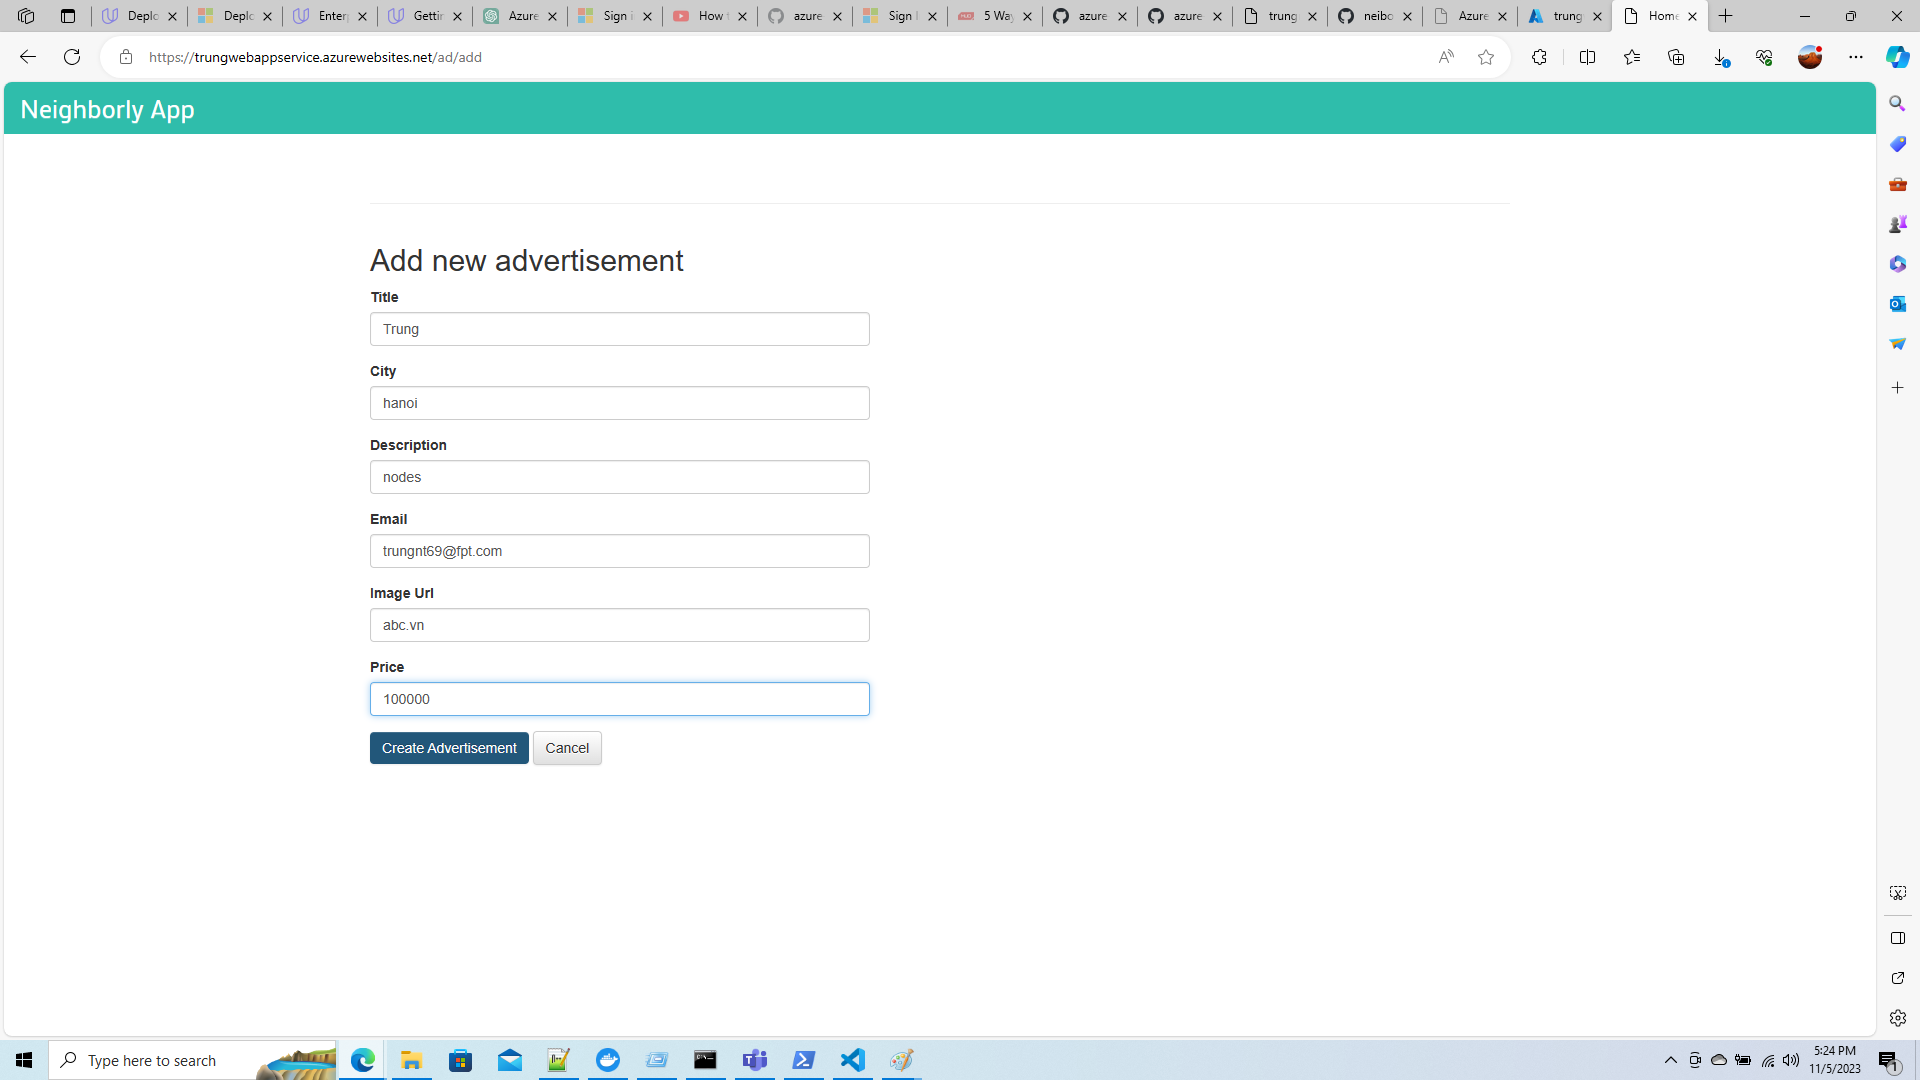 Deplo
Deplo
Enter
Gettin
Azure
Sign i
How t
azure
Sign I
5 Way
azure
azure
trung
neibo
Azure
trung
Home
https://trungwebappservice.azurewebsites.net/ad/add
Neighborly App
Add new advertisement
Title
Trung
City
hanoi
Description
nodes
Email
trungnt69@fpt.com
Image Url
abc.vn
Price
100000
Create Advertisement Cancel
Type here to search
5:24 PM
11/5/2023
1